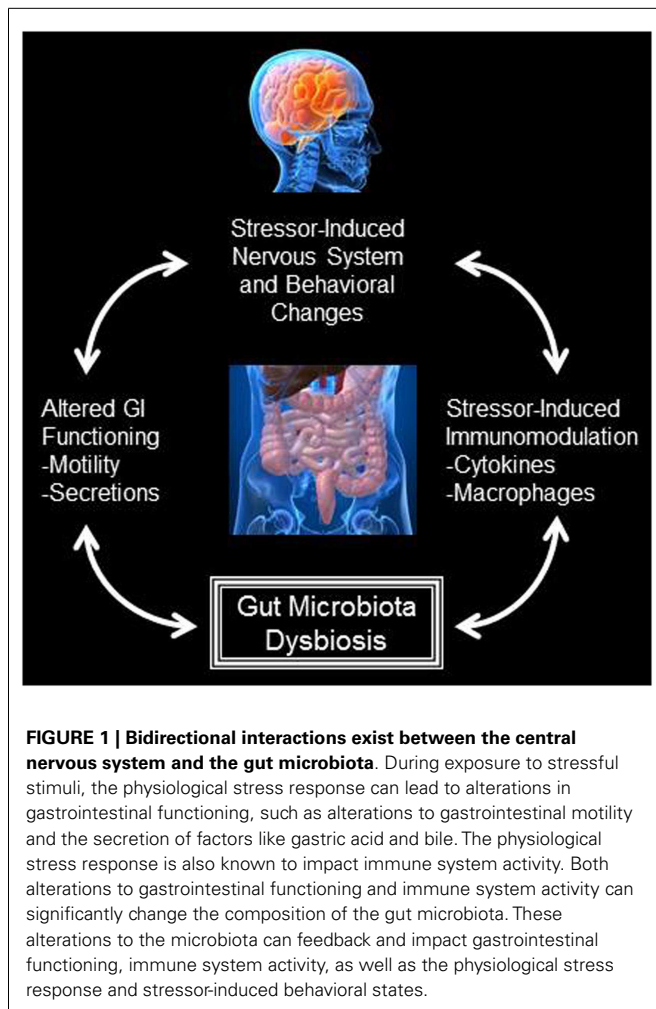 Stressor-Induced
Nervous System
and Behavioral
Changes
Altered GI
Functioning
-Motility
-Secretions
Stressor-Induced
Immunomodulation
-Cytokines
-Macrophages
Gut Microbiota
Dysbiosis
FIGURE 1 | Bidirectional interactions exist between the central
nervous system and the gut microbiota. During exposure to stressful
stimuli, the physiological stress response can lead to alterations in
gastrointestinal functioning, such as alterations to gastrointestinal motility
and the secretion of factors like gastric acid and bile. The physiological
stress response is also known to impact immune system activity. Both
alterations to gastrointestinal functioning and immune system activity can
significantly change the composition of the gut microbiota. These
alterations to the microbiota can feedback and impact gastrointestinal
functioning, immune system activity, as well as the physiological stress
response and stressor-induced behavioral states.